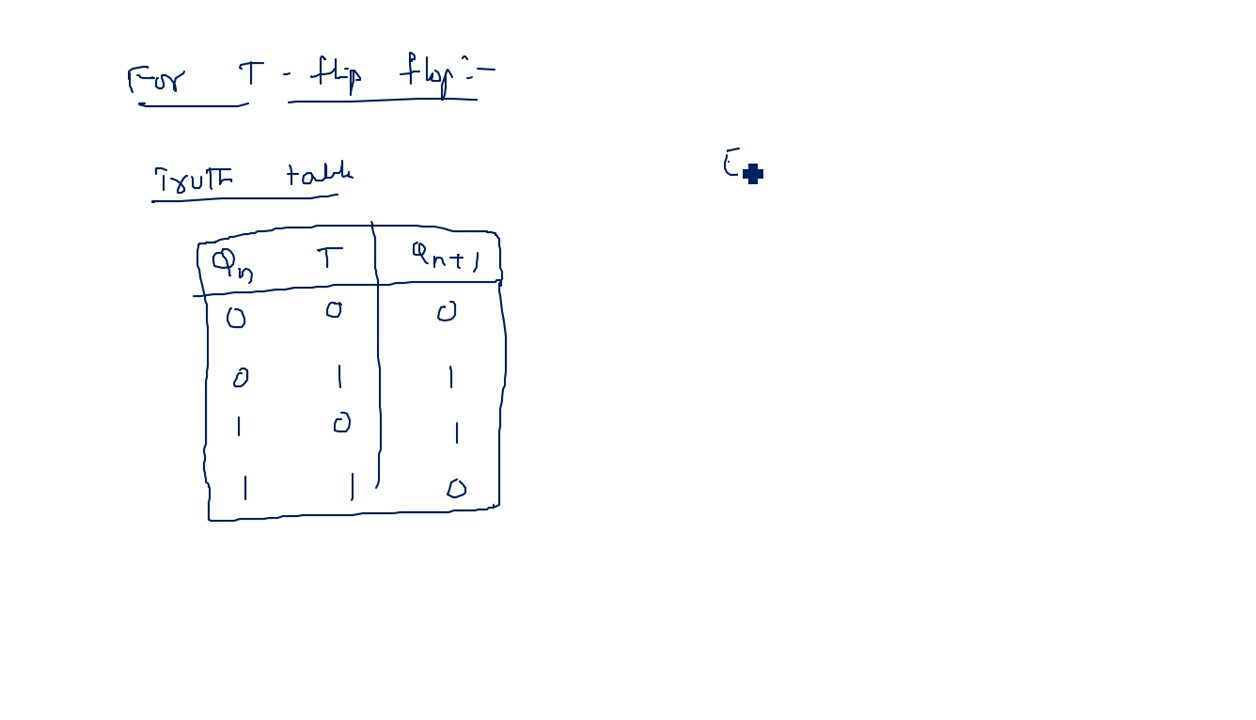 For T - flip flop :-
Truth table
Qn T Qn+1
0 0 0
0 1 1
1 0 1
1 1 0